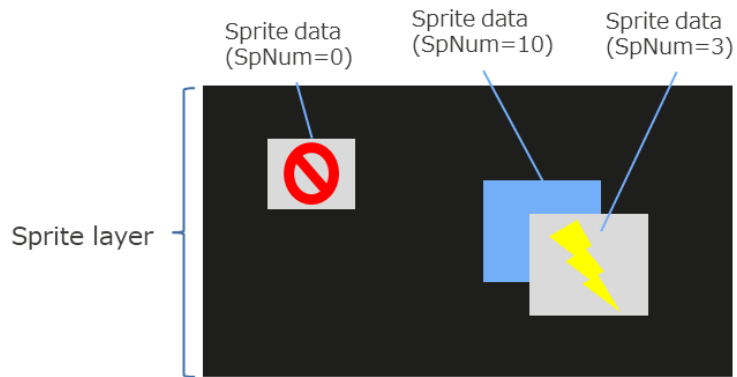 Sprite data
(SpNum=0)
Sprite data
(SpNum=10)
Sprite data
(SpNum=3)
Sprite layer